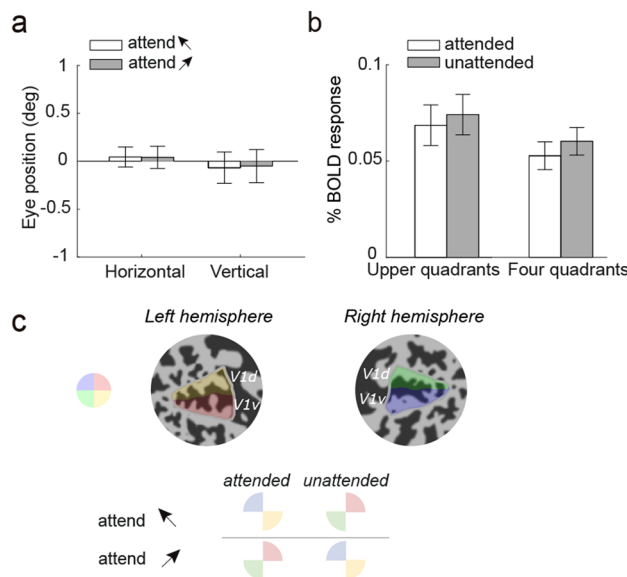 a
attend ↖
attend ↗
1
0.5
0
-0.5
-1
Eye position (deg)
Horizontal Vertical
b
attended
unattended
0.1
0.05
0
% BOLD response
Upper quadrants Four quadrants
c
Left hemisphere Right hemisphere
V1d
V1v
V1d
V1v
attended unattended
attend ↖
attend ↗